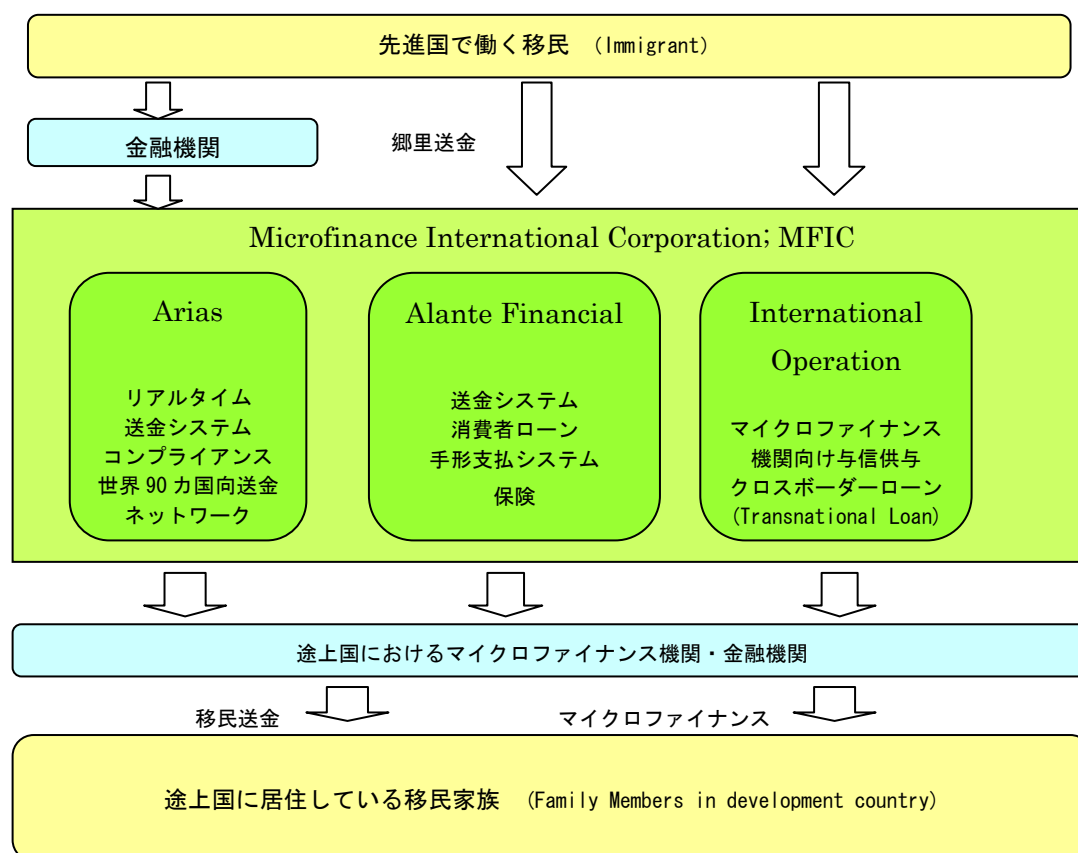 先進国で働く移民 (Immigrant)
金融機関
郷里送金
Microfinance International Corporation; MFIC
Arias
リアルタイム
送金システム
コンプライアンス
世界 90 カ国向送金
ネットワーク
Alante Financial
送金システム
消費者ローン
手形支払システム
保険
International
Operation
マイクロファイナンス
機関向け与信供与
クロスボーダーローン
(Transnational Loan)
途上国におけるマイクロファイナンス機関・金融機関
移民送金
マイクロファイナンス
途上国に居住している移民家族 (Family Members in development country)